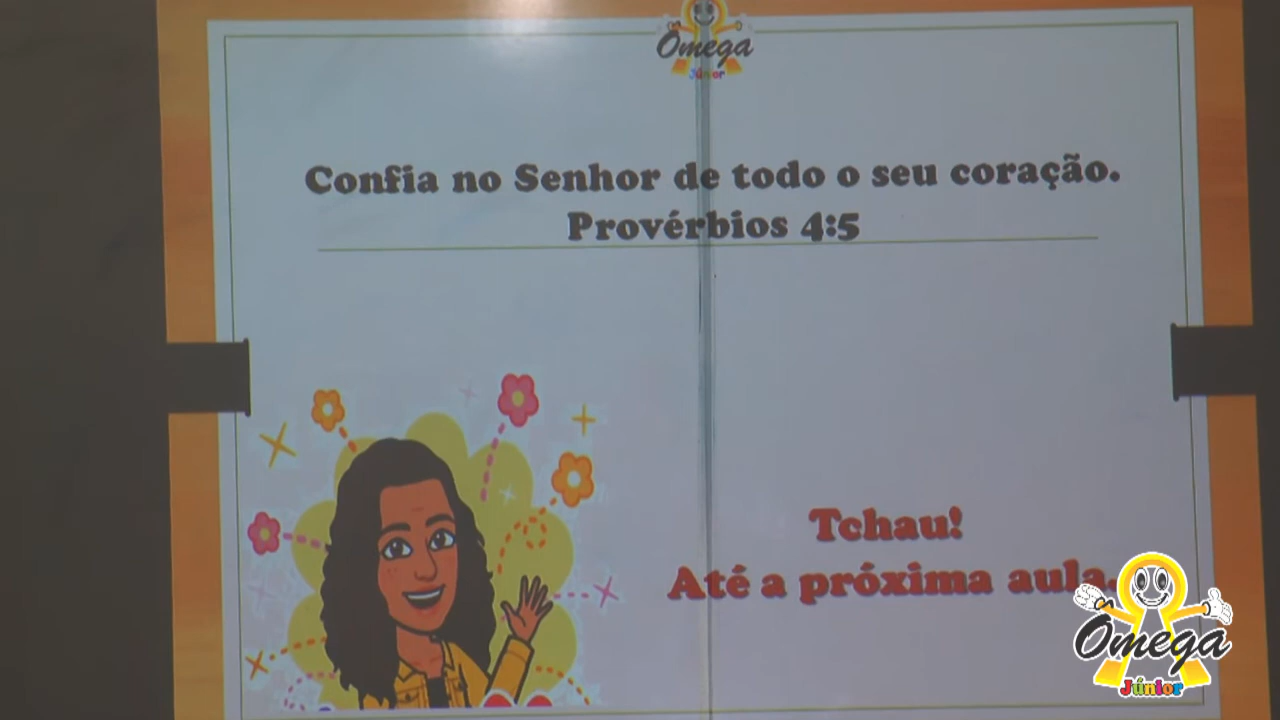 Ômega
Júnior
Confia no Senhor de todo o seu coração.
Provérbios 4:5
Tchau!
Até a próxima aula.
Ômega
Júnior